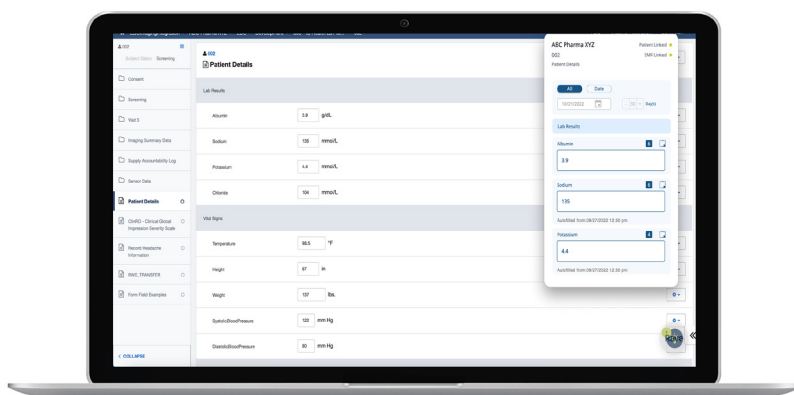 002
Subject Status Screening
Consent
Screening
Visit 3
Imaging Summary Data
Supply Accountability Log
Sensor Data
Patient Details
ClinRO - Clinical Global
Impression Severity Scale
Record Headache
Information
RWE_TRANSFER
Form Field Examples
< COLLAPSE
002
Patient Details
Lab Results
Albumin 3.9 g/dL
Sodium 135 mmol/L
Potassium 4.4 mmol/L
Chloride 104 mmol/L
Vital Signs
Temperature 98.5 °F
Height 67 in
Weight 137 lbs.
SystolicBloodPressure 120 mm Hg
DiastolicBloodPressure 80 mm Hg
ABC Pharma XYZ Patient Linked
002 EMR Linked
Patient Details
All Date
10/21/2022 - 30 + Day(s)
Lab Results
Albumin
3.9
Sodium
135
Autofilled from:09/27/2022 12:30 pm
Potassium
4.4
Autofilled from:09/27/2022 12:30 pm